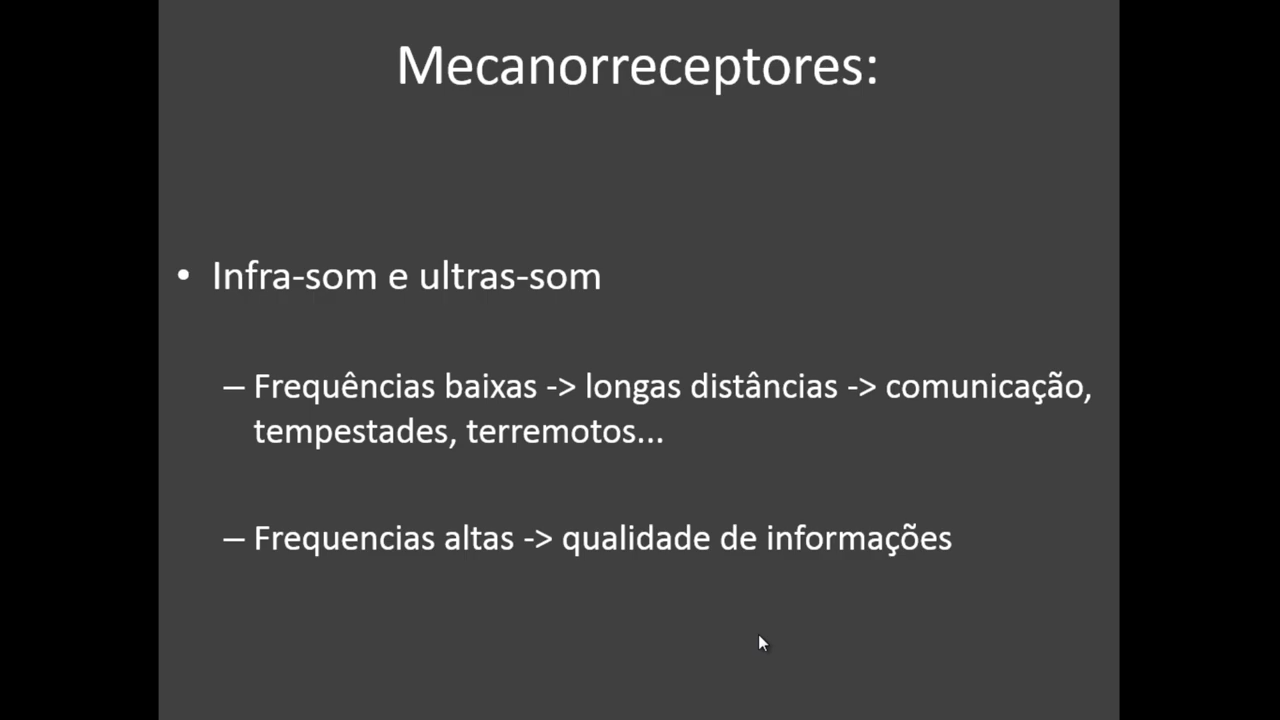 Mecanorreceptores:
• Infra-som e ultras-som
– Frequências baixas -> longas distâncias -> comunicação,
tempestades, terremotos...
– Frequencias altas -> qualidade de informações